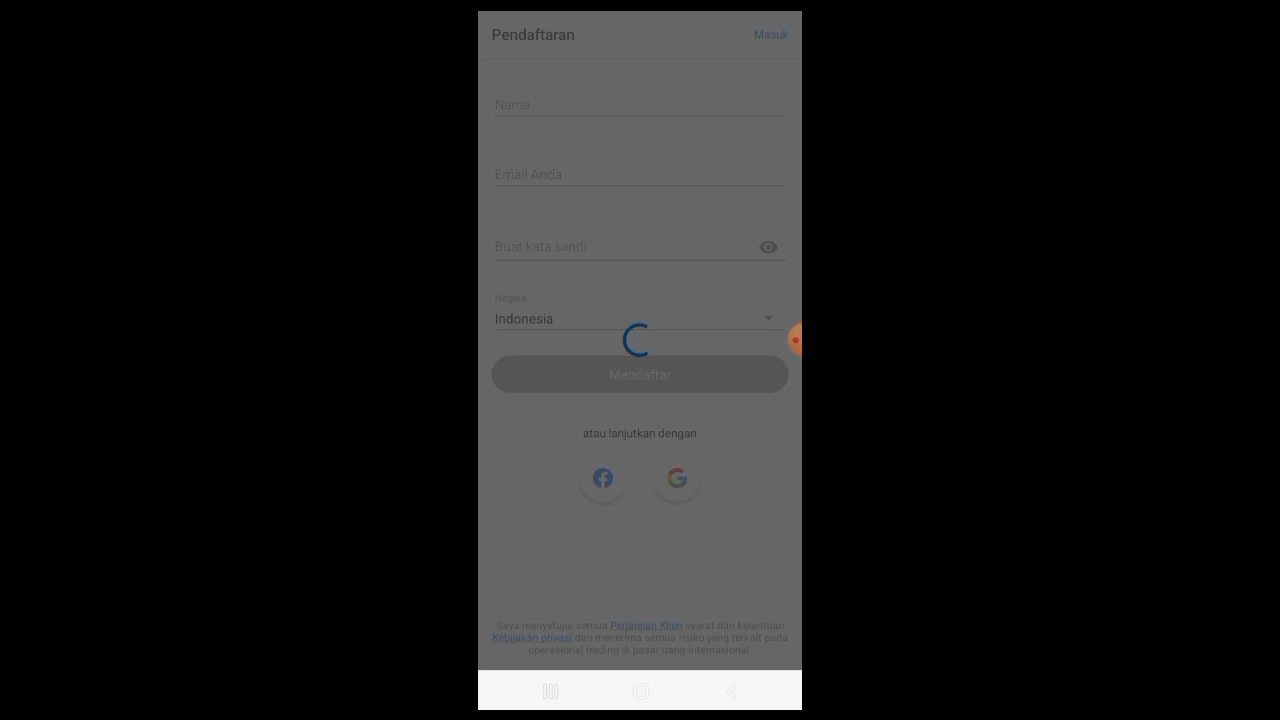 Pendaftaran
Masuk
Nama
Email Anda
Buat kata sandi
Negara
Indonesia
Mendaftar
atau lanjutkan dengan
Saya menyetujui semua Perjanjian Klien syarat dan ketentuan
Kebijakan privasi dan menerima semua risiko yang terkait pada
operasional trading di pasar uang internasional.